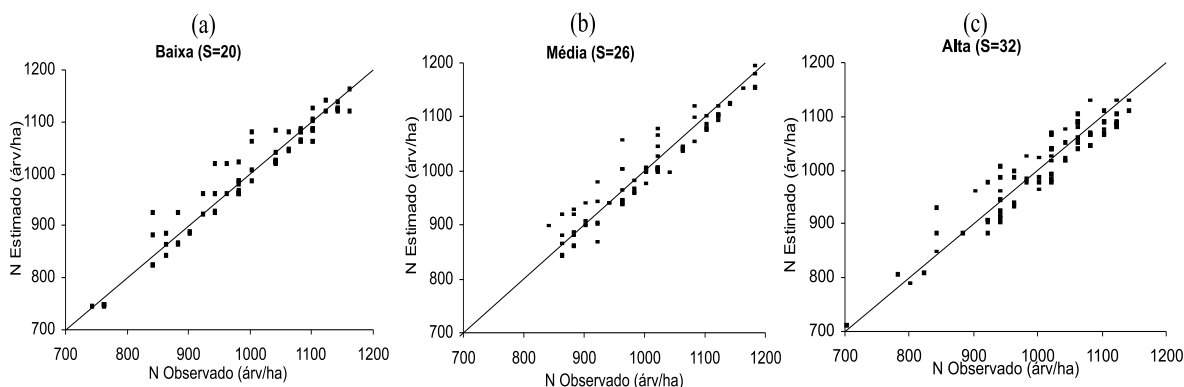 (a)
Baixa (S=20)
1200
1100
1000
900
800
700
700 800 900 1000 1100 1200
N Estimado (árv/ha)
N Observado (árv/ha)
(b)
Média (S=26)
1200
1100
1000
900
800
700
700 800 900 1000 1100 1200
N Estimado (árv/ha)
N Observado (árv/ha)
(c)
Alta (S=32)
1200
1100
1000
900
800
700
700 800 900 1000 1100 1200
N Estimado (árv/ha)
N Observado (árv/ha)